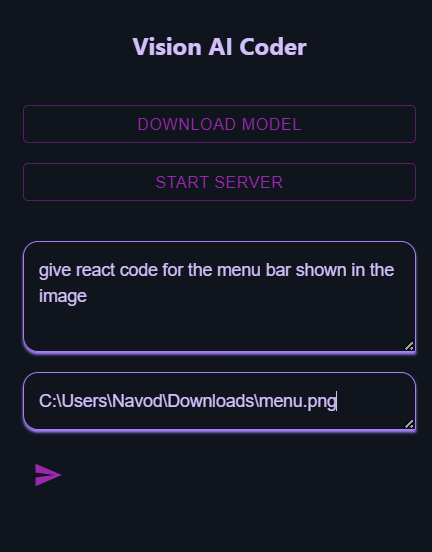 Vision AI Coder
DOWNLOAD MODEL
START SERVER
give react code for the menu bar shown in the
image
C:\Users\Navod\Downloads\menu.png